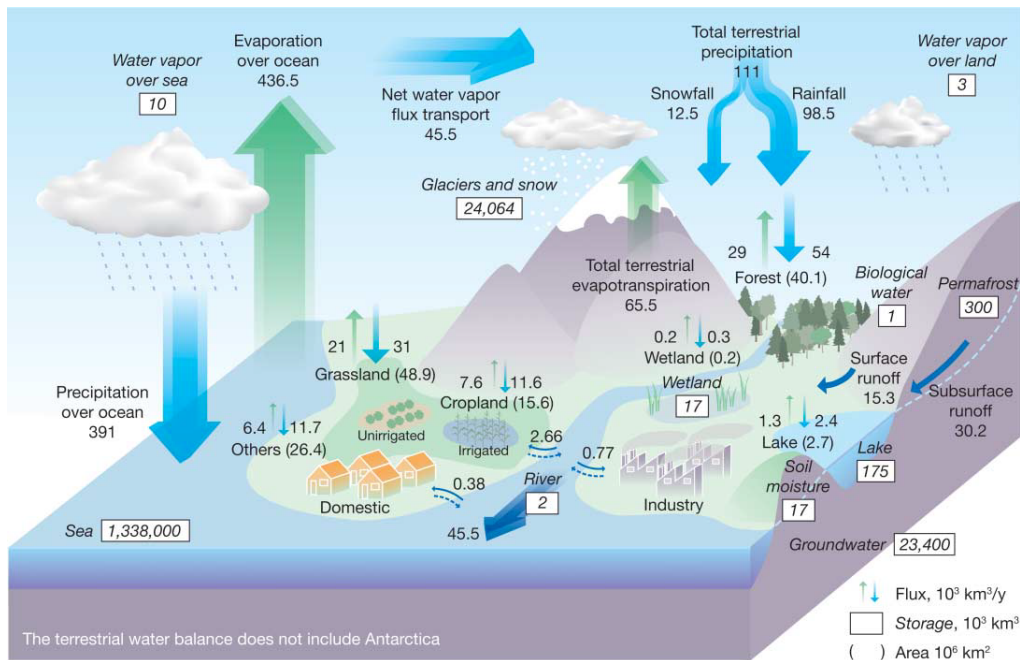 Evaporation
over ocean
436.5
Water vapor
over sea
10
Net water vapor
flux transport
45.5
Total terrestrial
precipitation
111
Snowfall
12.5
Rainfall
98.5
Water vapor
over land
3
Glaciers and snow
24,064
Total terrestrial
evapotranspiration
65.5
29
54
Forest (40.1)
Biological
water
1
Permafrost
300
21
31
Grassland (48.9)
0.2
0.3
Wetland (0.2)
Wetland
17
Surface
runoff
15.3
Subsurface
runoff
30.2
Precipitation
over ocean
391
7.6
11.6
Cropland (15.6)
Unirrigated
Irrigated
6.4
11.7
Others (26.4)
1.3
2.4
Lake (2.7)
Lake
175
2.66
0.77
0.38
Domestic
Industry
River
2
45.5
Soil
moisture
17
Sea 1,338,000
Groundwater 23,400
Flux, 10³ km³/y
Storage, 10³ km³
( ) Area 10⁶ km²
The terrestrial water balance does not include Antarctica